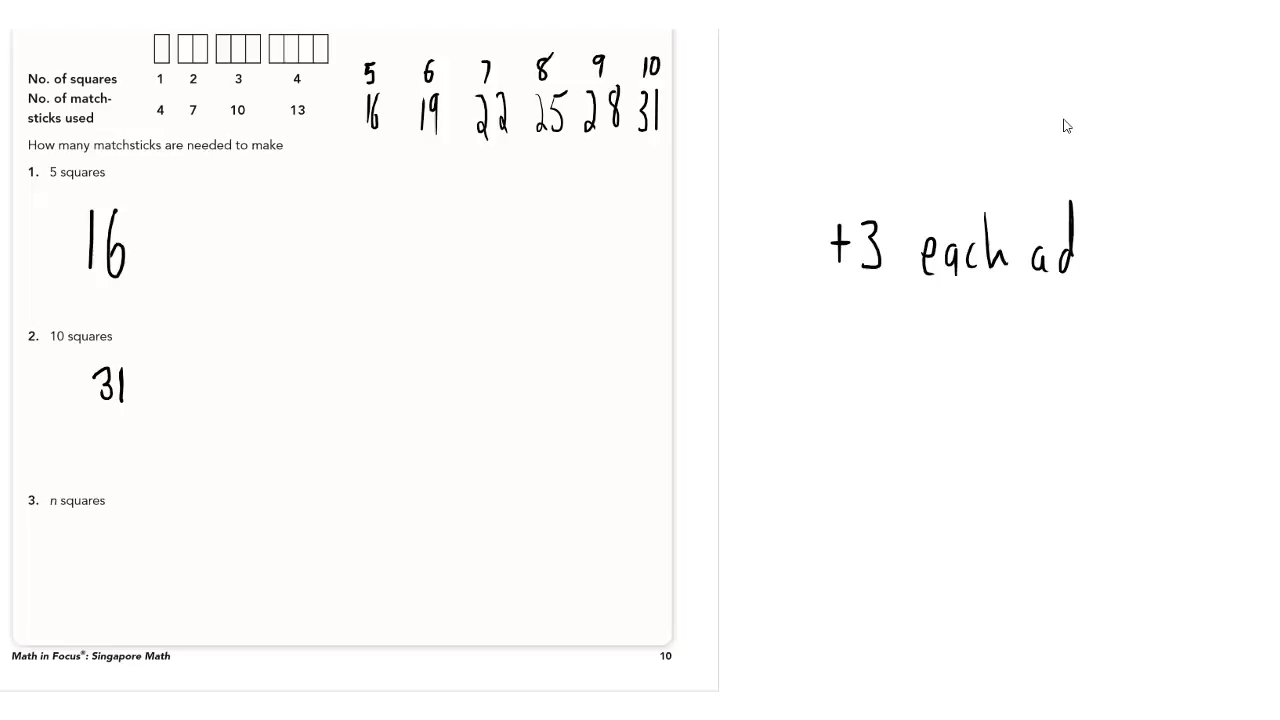 5 6 7 8 9 10
No. of squares 1 2 3 4
No. of match-
sticks used 4 7 10 13
16 19 22 25 28 31
How many matchsticks are needed to make
1. 5 squares
16
+3 each ad
2. 10 squares
31
3. n squares
Math in Focus®: Singapore Math 10